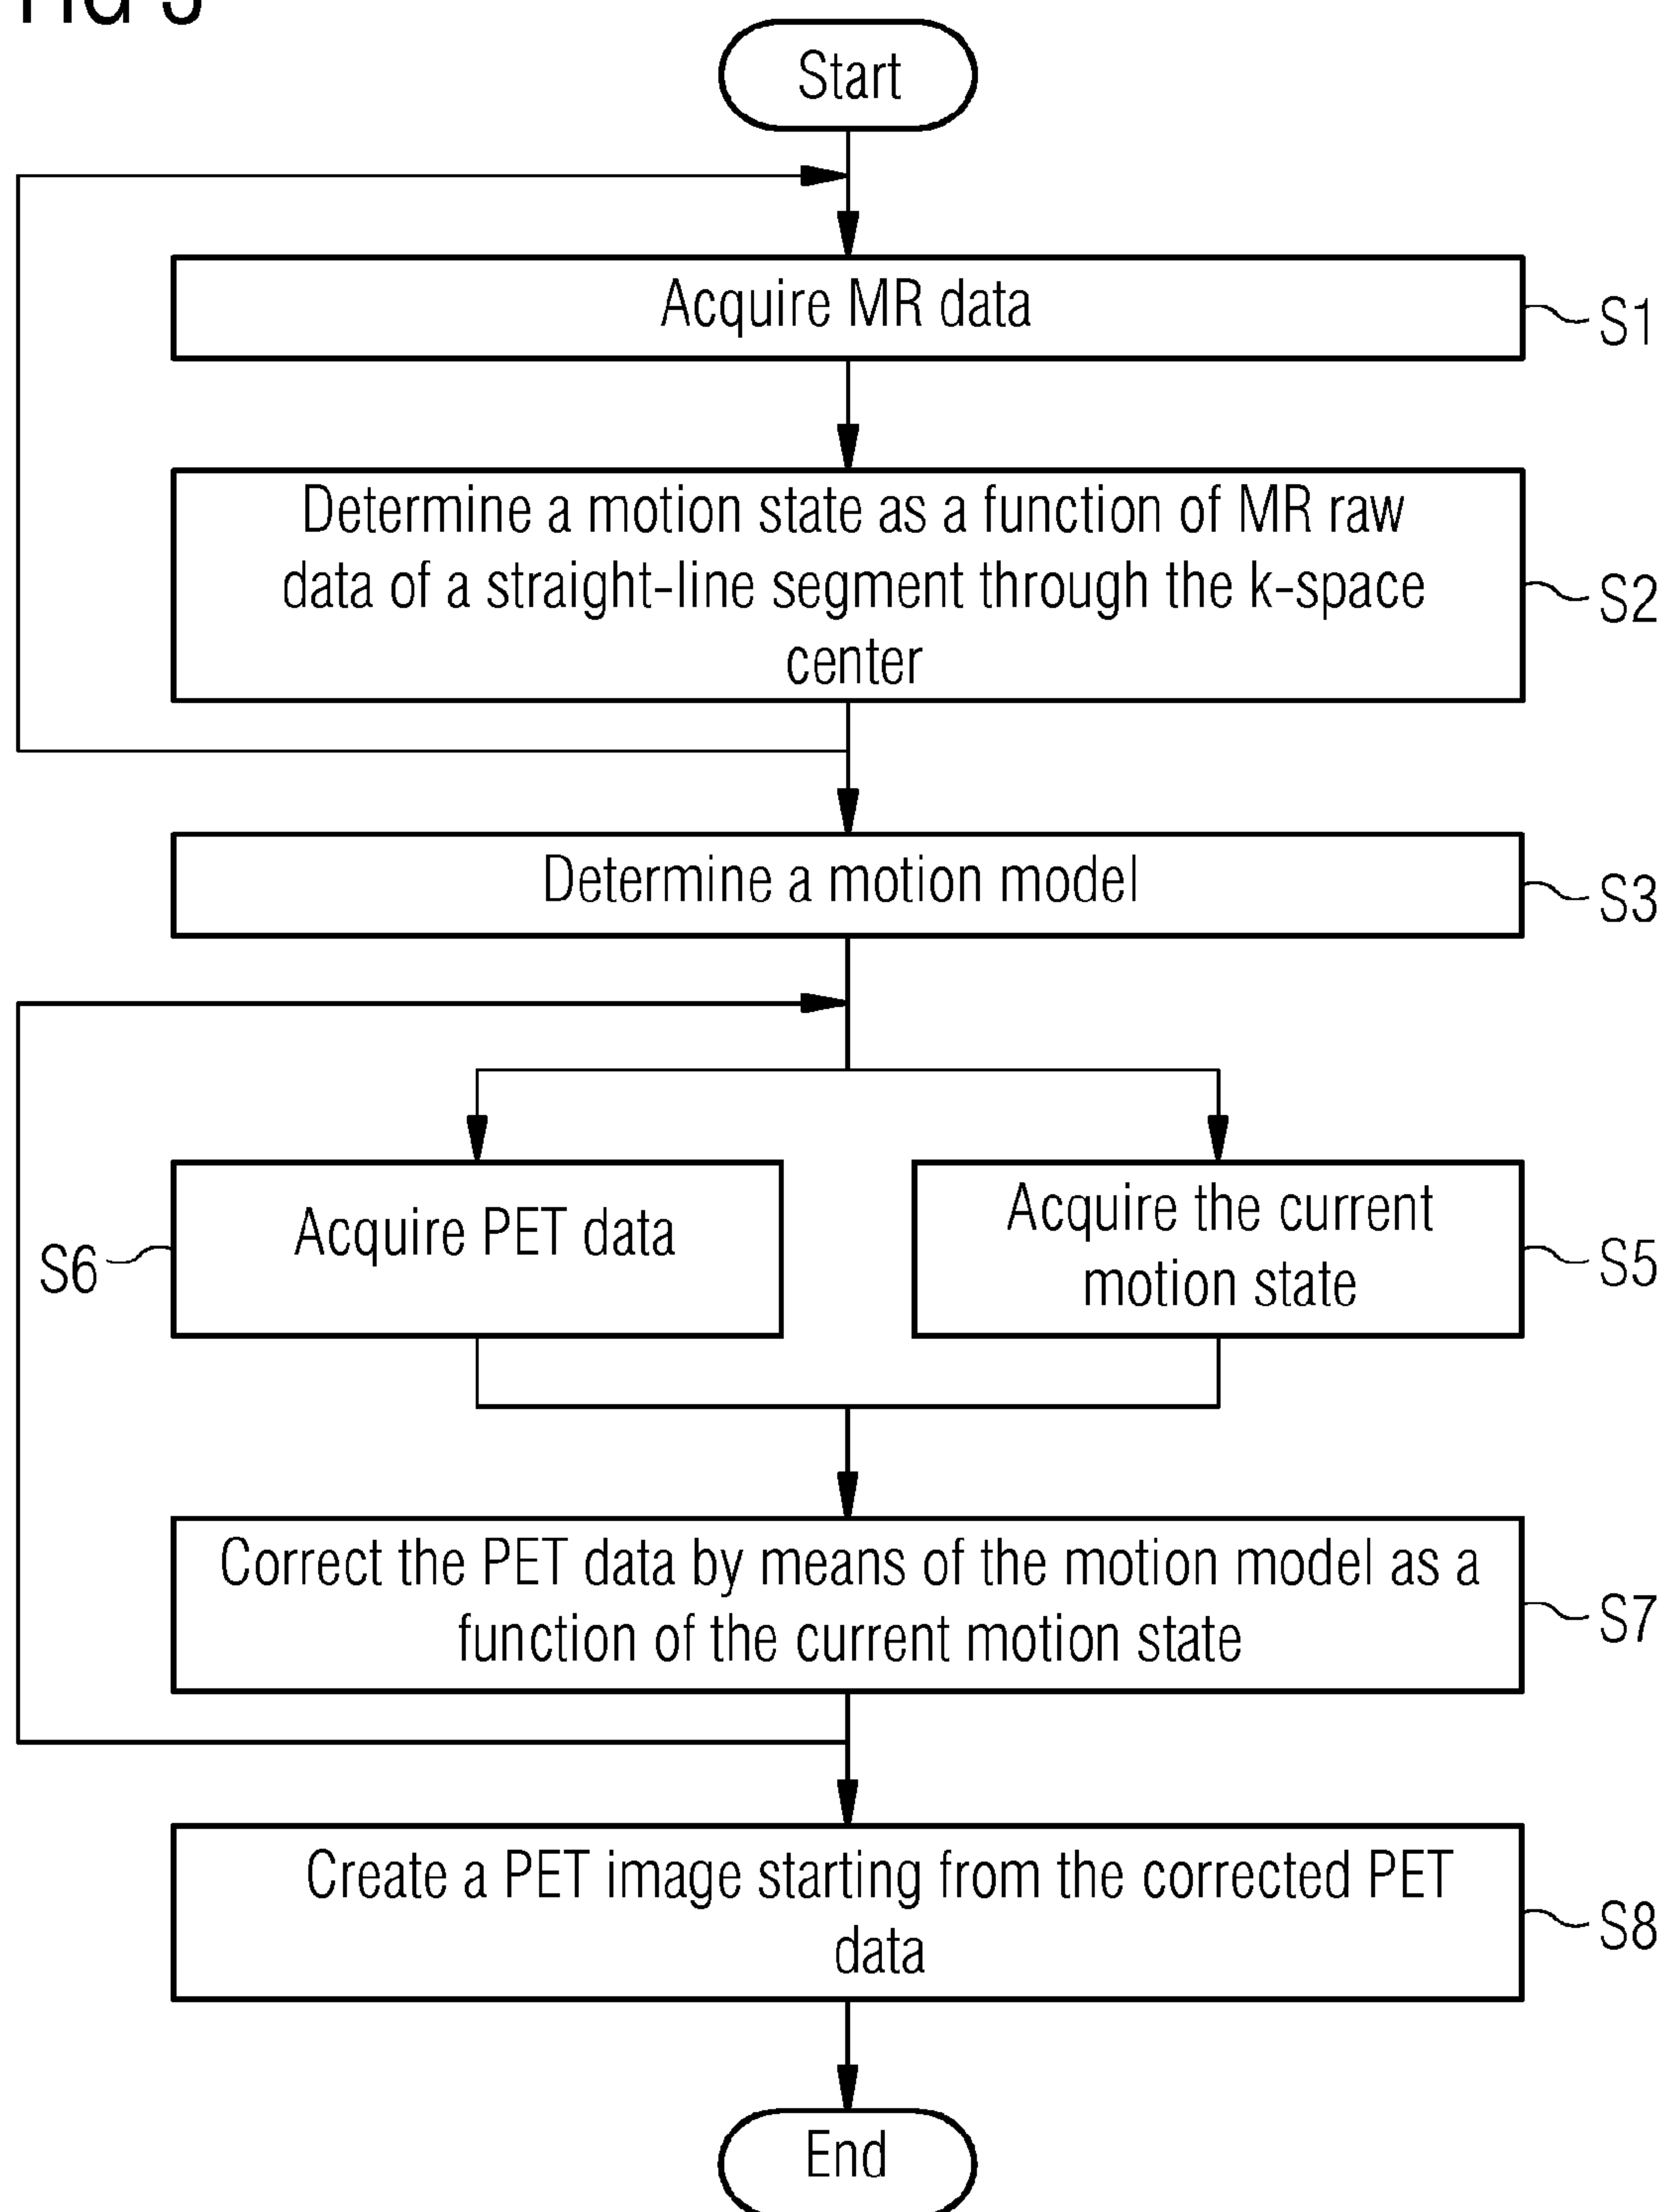 Start
Acquire MR data
S1
Determine a motion state as a function of MR raw
data of a straight-line segment through the k-space
center
S2
Determine a motion model
S3
Acquire PET data
S6
Acquire the current
motion state
S5
Correct the PET data by means of the motion model as a
function of the current motion state
S7
Create a PET image starting from the corrected PET
data
S8
End